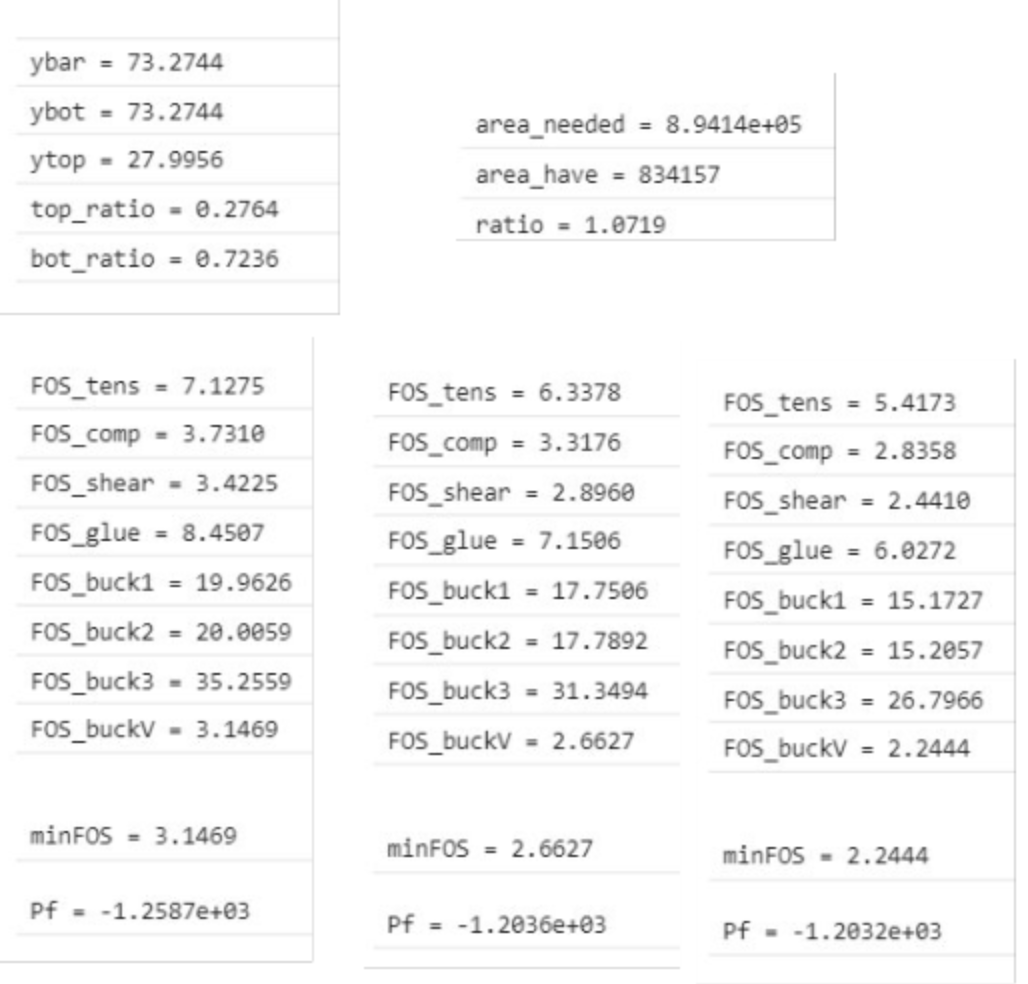 ybar = 73.2744
ybot = 73.2744
ytop = 27.9956
top_ratio = 0.2764
bot_ratio = 0.7236
area_needed = 8.9414e+05
area_have = 834157
ratio = 1.0719
FOS_tens = 7.1275
FOS_comp = 3.7310
FOS_shear = 3.4225
FOS_glue = 8.4507
FOS_buck1 = 19.9626
FOS_buck2 = 20.0059
FOS_buck3 = 35.2559
FOS_buckV = 3.1469
minFOS = 3.1469
Pf = -1.2587e+03
FOS_tens = 6.3378
FOS_comp = 3.3176
FOS_shear = 2.8960
FOS_glue = 7.1506
FOS_buck1 = 17.7506
FOS_buck2 = 17.7892
FOS_buck3 = 31.3494
FOS_buckV = 2.6627
minFOS = 2.6627
Pf = -1.2036e+03
FOS_tens = 5.4173
FOS_comp = 2.8358
FOS_shear = 2.4410
FOS_glue = 6.0272
FOS_buck1 = 15.1727
FOS_buck2 = 15.2057
FOS_buck3 = 26.7966
FOS_buckV = 2.2444
minFOS = 2.2444
Pf = -1.2032e+03